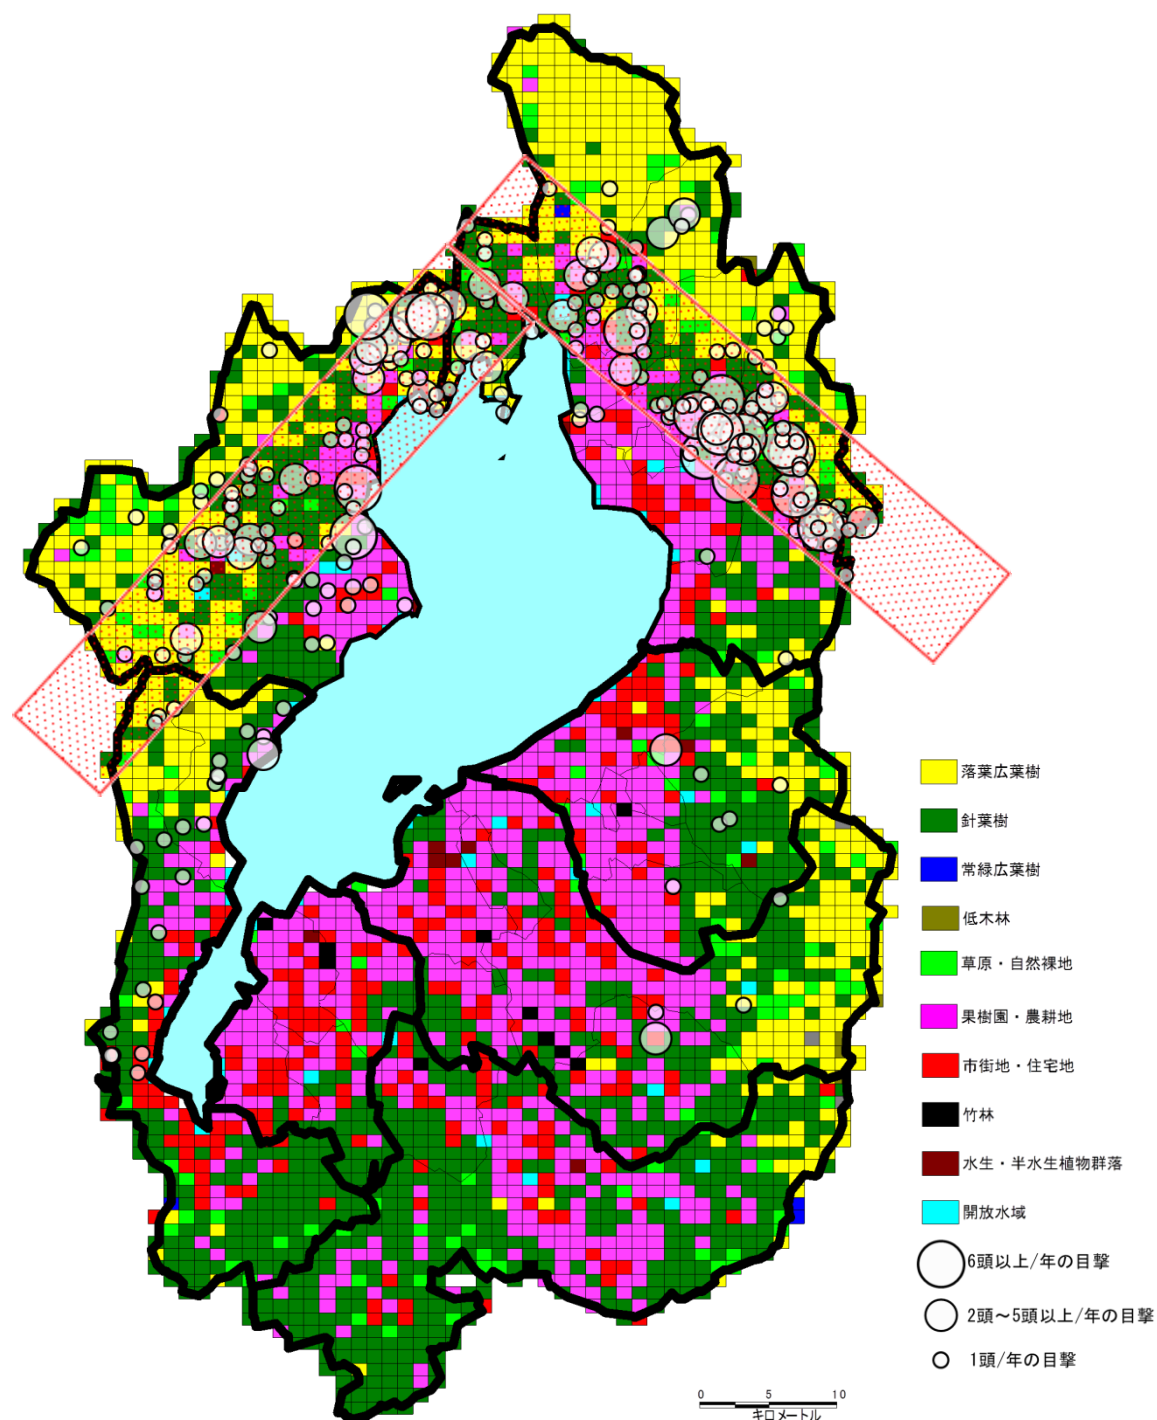 落葉広葉樹
針葉樹
常緑広葉樹
低木林
草原・自然裸地
果樹園・農耕地
市街地・住宅地
竹林
水生・半水生植物群落
開放水域
6頭以上/年の目撃
2頭～5頭以上/年の目撃
1頭/年の目撃
0 5 10
キロメートル